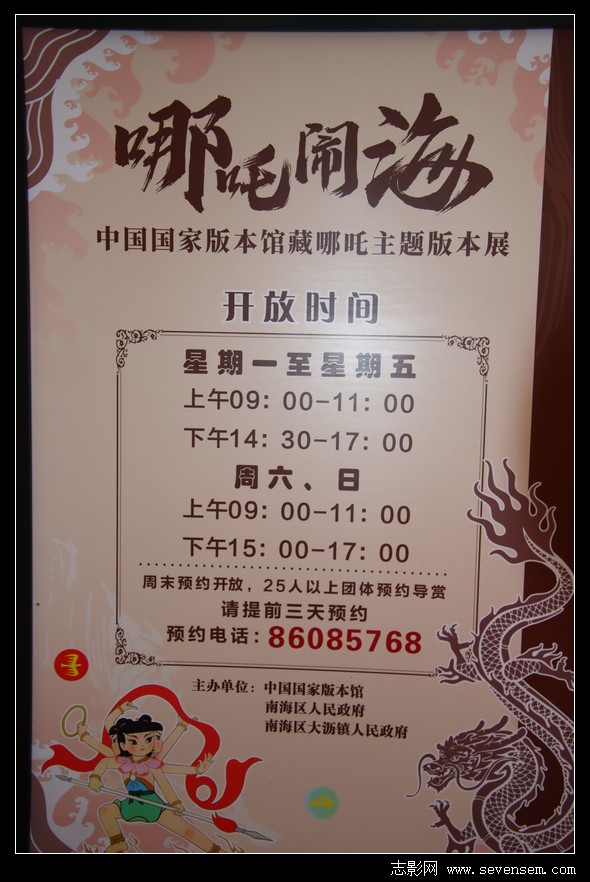 哪吒闹海
中国国家版本馆藏哪吒主题版本展
开放时间
星期一至星期五
上午09：00-11：00
下午14：30-17：00
周六、日
上午09：00-11：00
下午15：00-17：00
周末预约开放，25人以上团体预约导赏
请提前三天预约
预约电话：86085768
主办单位：中国国家版本馆
南海区人民政府
南海区大沥镇人民政府
志影网 www.sevensem.com